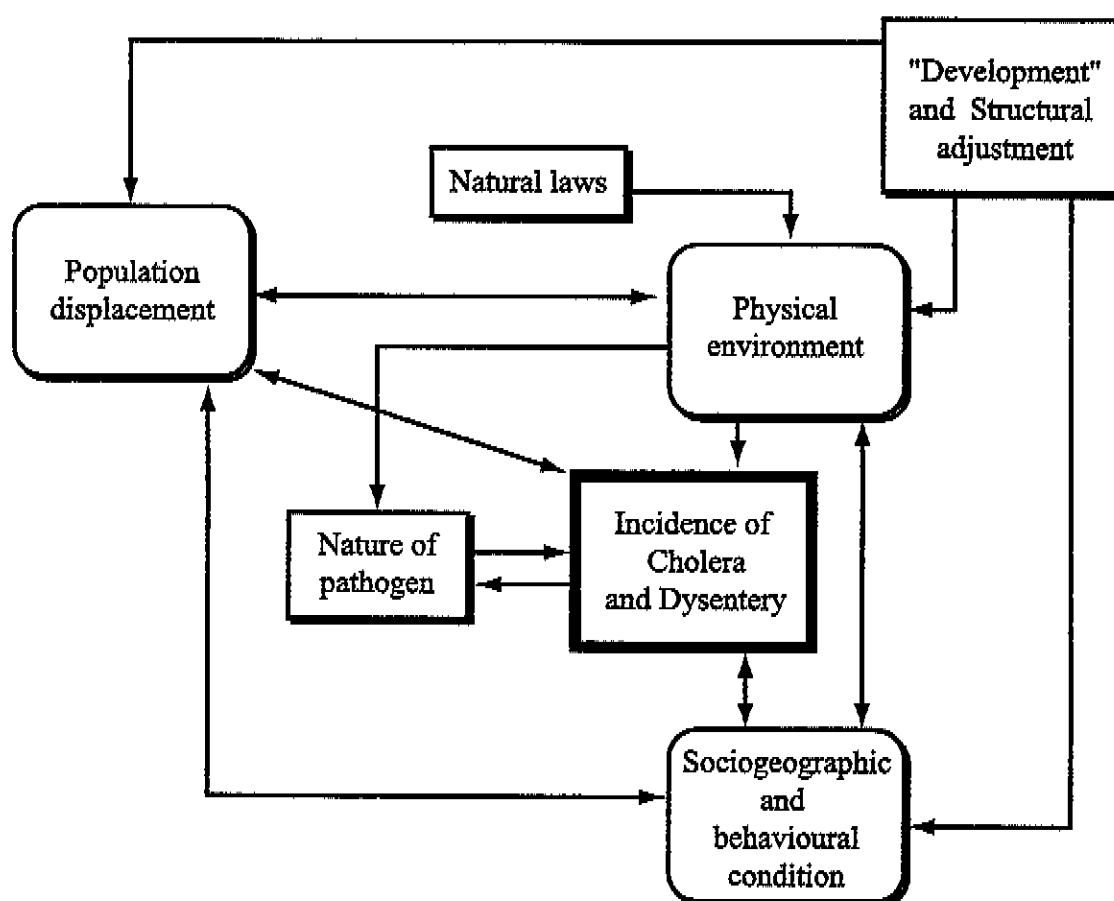 "Development"
and Structural
adjustment
Natural laws
Population
displacement
Physical
environment
Nature of
pathogen
Incidence of
Cholera
and Dysentery
Sociogeographic
and
behavioural
condition